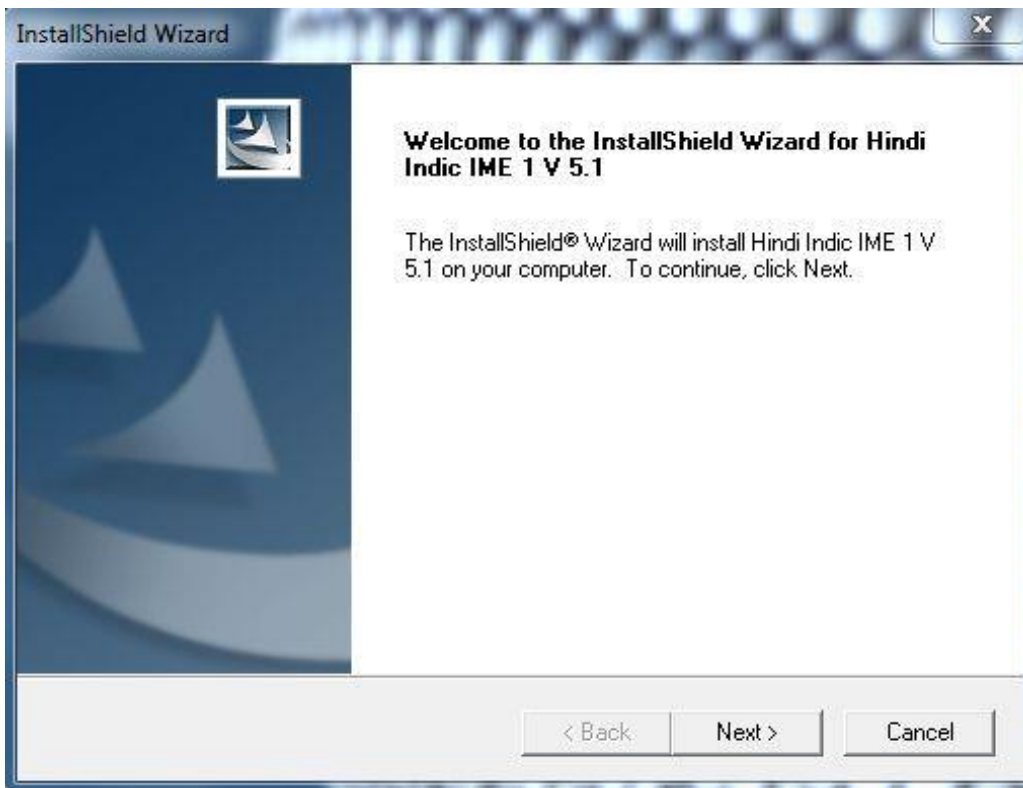 InstallShield Wizard
X
Welcome to the InstallShield Wizard for Hindi
Indic IME 1 V 5.1
The InstallShield® Wizard will install Hindi Indic IME 1 V
5.1 on your computer. To continue, click Next.
< Back
Next >
Cancel